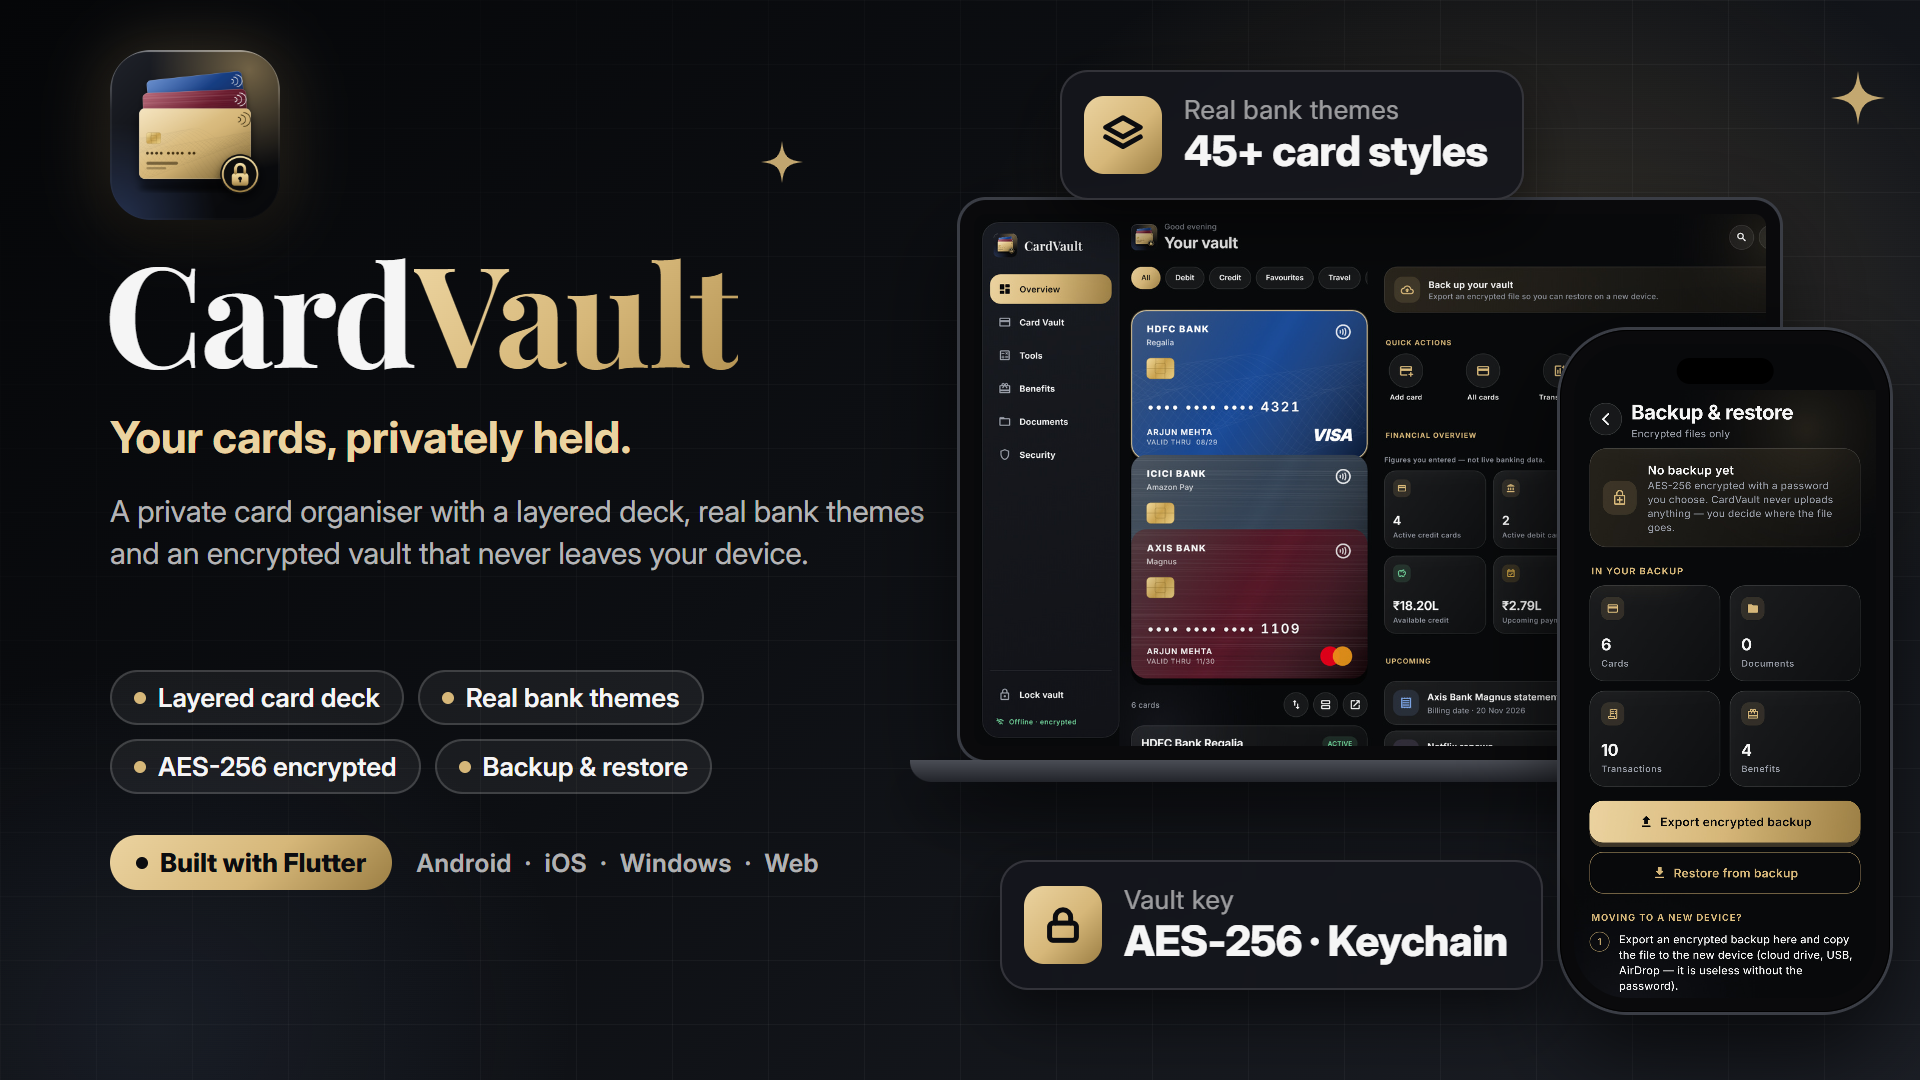 CardVault
Your cards, privately held.
A private card organiser with a layered deck, real bank themes
and an encrypted vault that never leaves your device.
Layered card deck
Real bank themes
AES-256 encrypted
Backup & restore
Built with Flutter
Android · iOS · Windows · Web
Real bank themes
45+ card styles
CardVault
Overview
Card Vault
Tools
Benefits
Documents
Security
Lock vault
Offline · encrypted
Good evening
Your vault
All
Debit
Credit
Favourites
Travel
HDFC BANK
Regalia
•••• •••• •••• 4321
ARJUN MEHTA
VALID THRU 08/29
VISA
ICICI BANK
Amazon Pay
AXIS BANK
Magnus
•••• •••• •••• 1109
ARJUN MEHTA
VALID THRU 11/30
6 cards
HDFC Bank Regalia
ACTIVE
Back up your vault
Export an encrypted file so you can restore on a new device.
QUICK ACTIONS
Add card
All cards
FINANCIAL OVERVIEW
Figures you entered — not live banking data.
4
Active credit cards
2
Active debit
₹18.20L
Available credit
₹2.79L
Upcoming
UPCOMING
Axis Bank Magnus statement
Billing date · 20 Nov 2026
Backup & restore
Encrypted files only
No backup yet
AES-256 encrypted with a password
you choose. CardVault never uploads
anything — you decide where the file
goes.
IN YOUR BACKUP
6
Cards
0
Documents
10
Transactions
4
Benefits
Export encrypted backup
Restore from backup
MOVING TO A NEW DEVICE?
1
Export an encrypted backup here and copy
the file to the new device (cloud drive, USB,
AirDrop — it is useless without the
password).
Vault key
AES-256 · Keychain